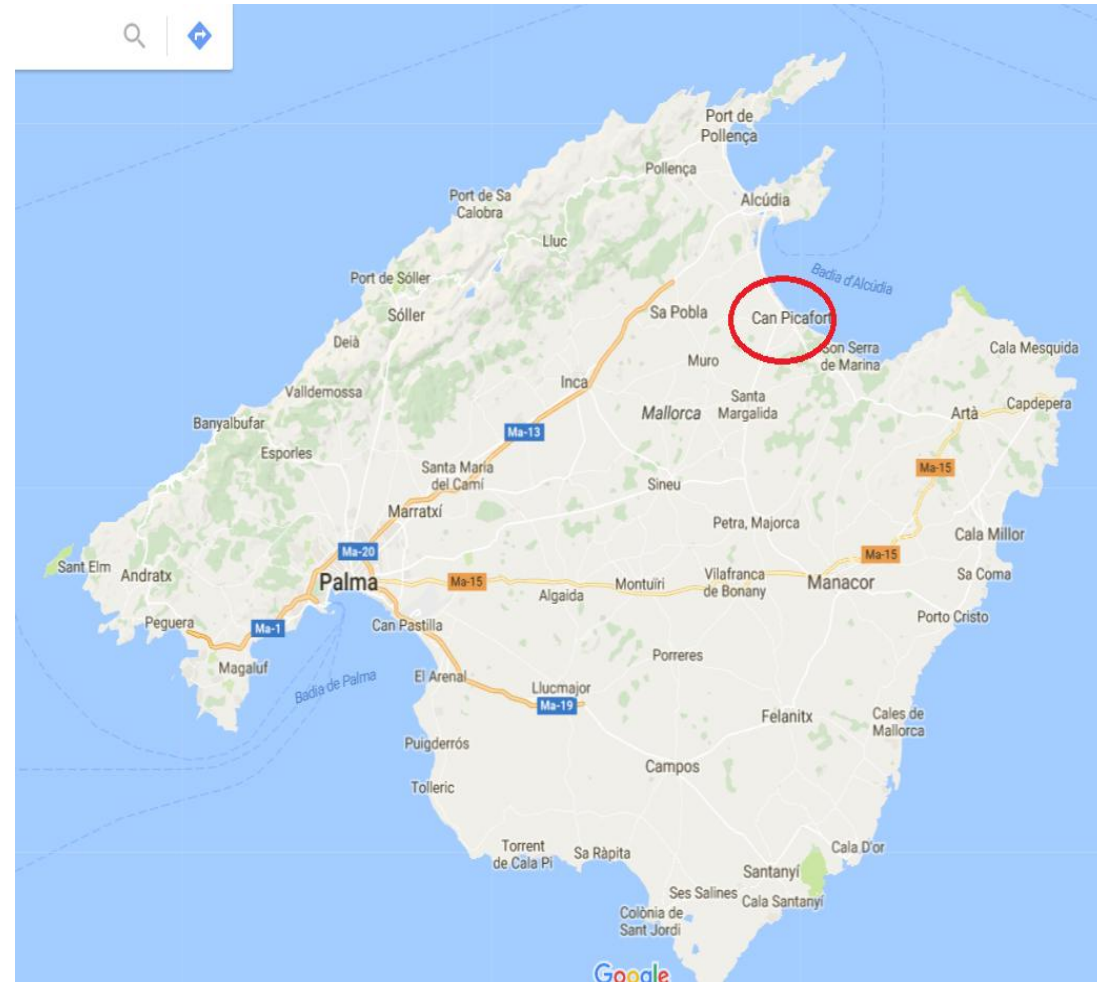 Port de
Pollença
Pollença
Port de Sa
Calobra
Alcúdia
Lluc
Badia d'Alcúdia
Port de Sóller
Sóller
Sa Pobla
Can Picafort
Deià
Muro
Son Serra
de Marina
Cala Mesquida
Valldemossa
Inca
Santa
Margalida
Mallorca
Capdepera
Artà
Banyalbufar
Ma-13
Esporles
Santa Maria
del Camí
Ma-15
Sineu
Marratxí
Petra, Majorca
Cala Millor
Ma-20
Ma-15
Sant Elm
Andratx
Palma
Ma-15
Algaida
Montuïri
Vilafranca
de Bonany
Manacor
Sa Coma
Peguera
Ma-1
Can Pastilla
Porto Cristo
Magaluf
Badia de Palma
El Arenal
Porreres
Llucmajor
Ma-19
Felanitx
Cales de
Mallorca
Puigderrós
Campos
Tolleric
Torrent
de Cala Pi
Sa Ràpita
Cala D'or
Santanyí
Ses Salines
Cala Santanyí
Colònia de
Sant Jordi
Google